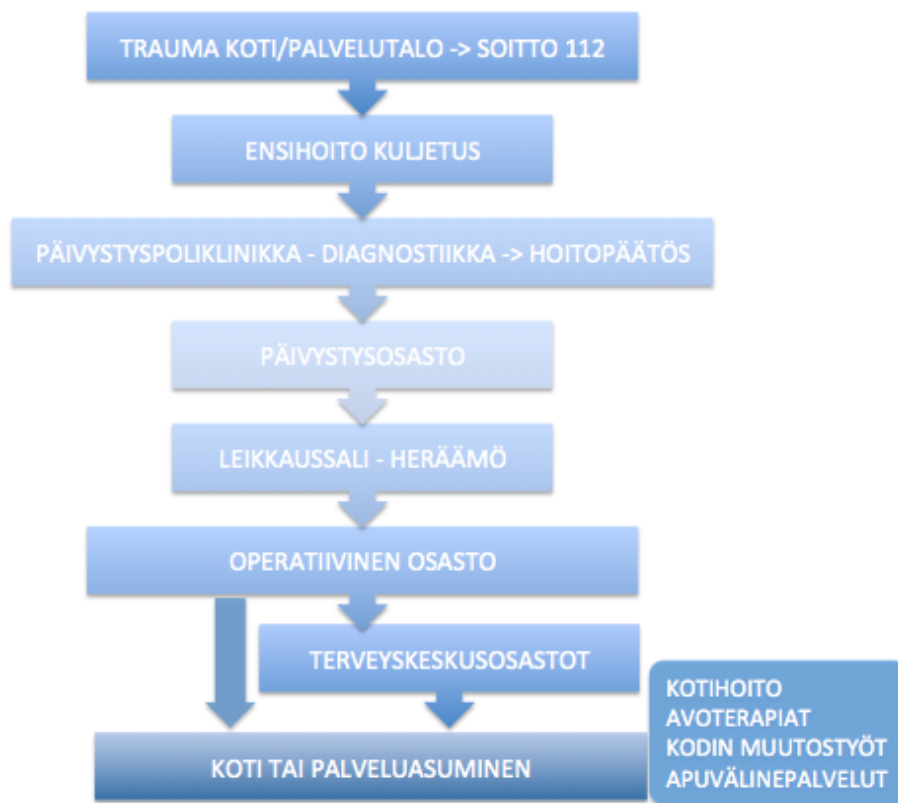 TRAUMA KOTI/PALVELUTALO -> SOITTO 112
ENSIHOITO KULJETUS
PÄIVYSTYSPOLIKLINIKKA - DIAGNOSTIIKKA -> HOITOPÄÄTÖS
PÄIVYSTYSOSASTO
LEIKKAUSSALI - HERÄÄMÖ
OPERATIIVINEN OSASTO
TERVEYSKESKUSOSASTOT
KOTI TAI PALVELUASUMINEN
KOTIHOITO
AVOTERAPIAT
KODIN MUUTOSTYÖT
APUVÄLINEPALVELUT